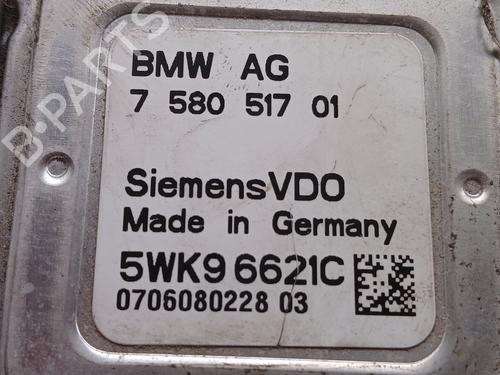 B-PARTS
BMW AG
7 580 517 01
SiemensVDO
Made in Germany
5WK9 6621C
0706080228 03